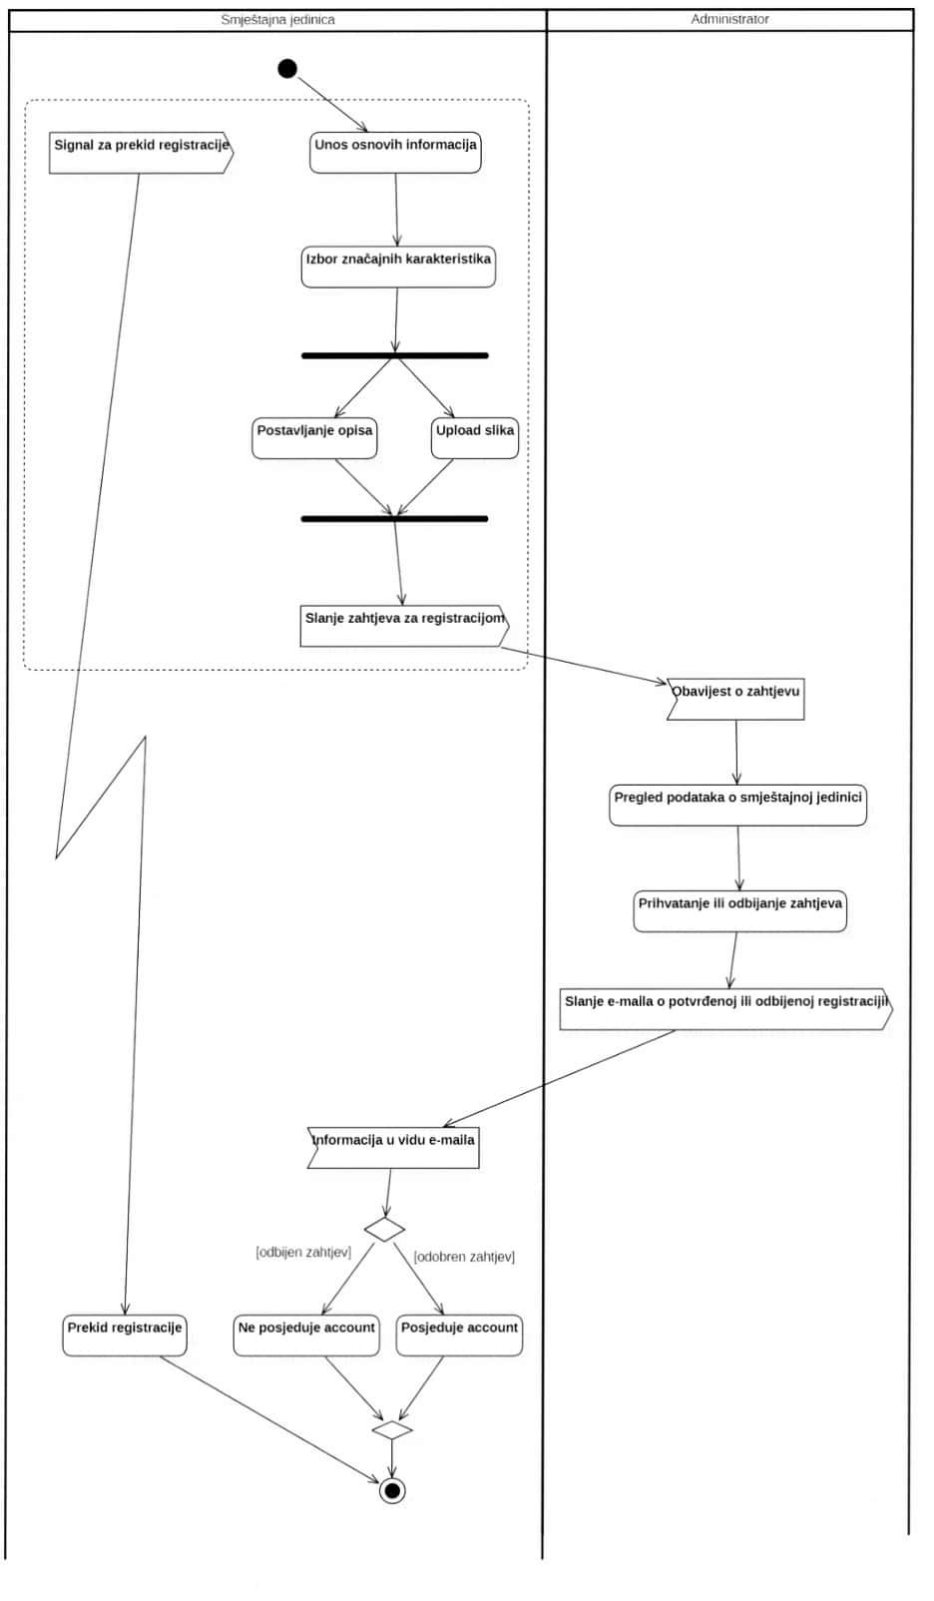 Smještajna jedinica
Administrator
Signal za prekid registracije
Unos osnovih informacija
Izbor značajnih karakteristika
Postavljanje opisa
Upload slika
Slanje zahtjeva za registracijom
Obavijest o zahtjevu
Pregled podataka o smještajnoj jedinici
Prihvatanje ili odbijanje zahtjeva
Slanje e-maila o potvrđenoj ili odbijenoj registraciji
Informacija u vidu e-maila
[odbijen zahtjev]
[odobren zahtjev]
Prekid registracije
Ne posjeduje account
Posjeduje account